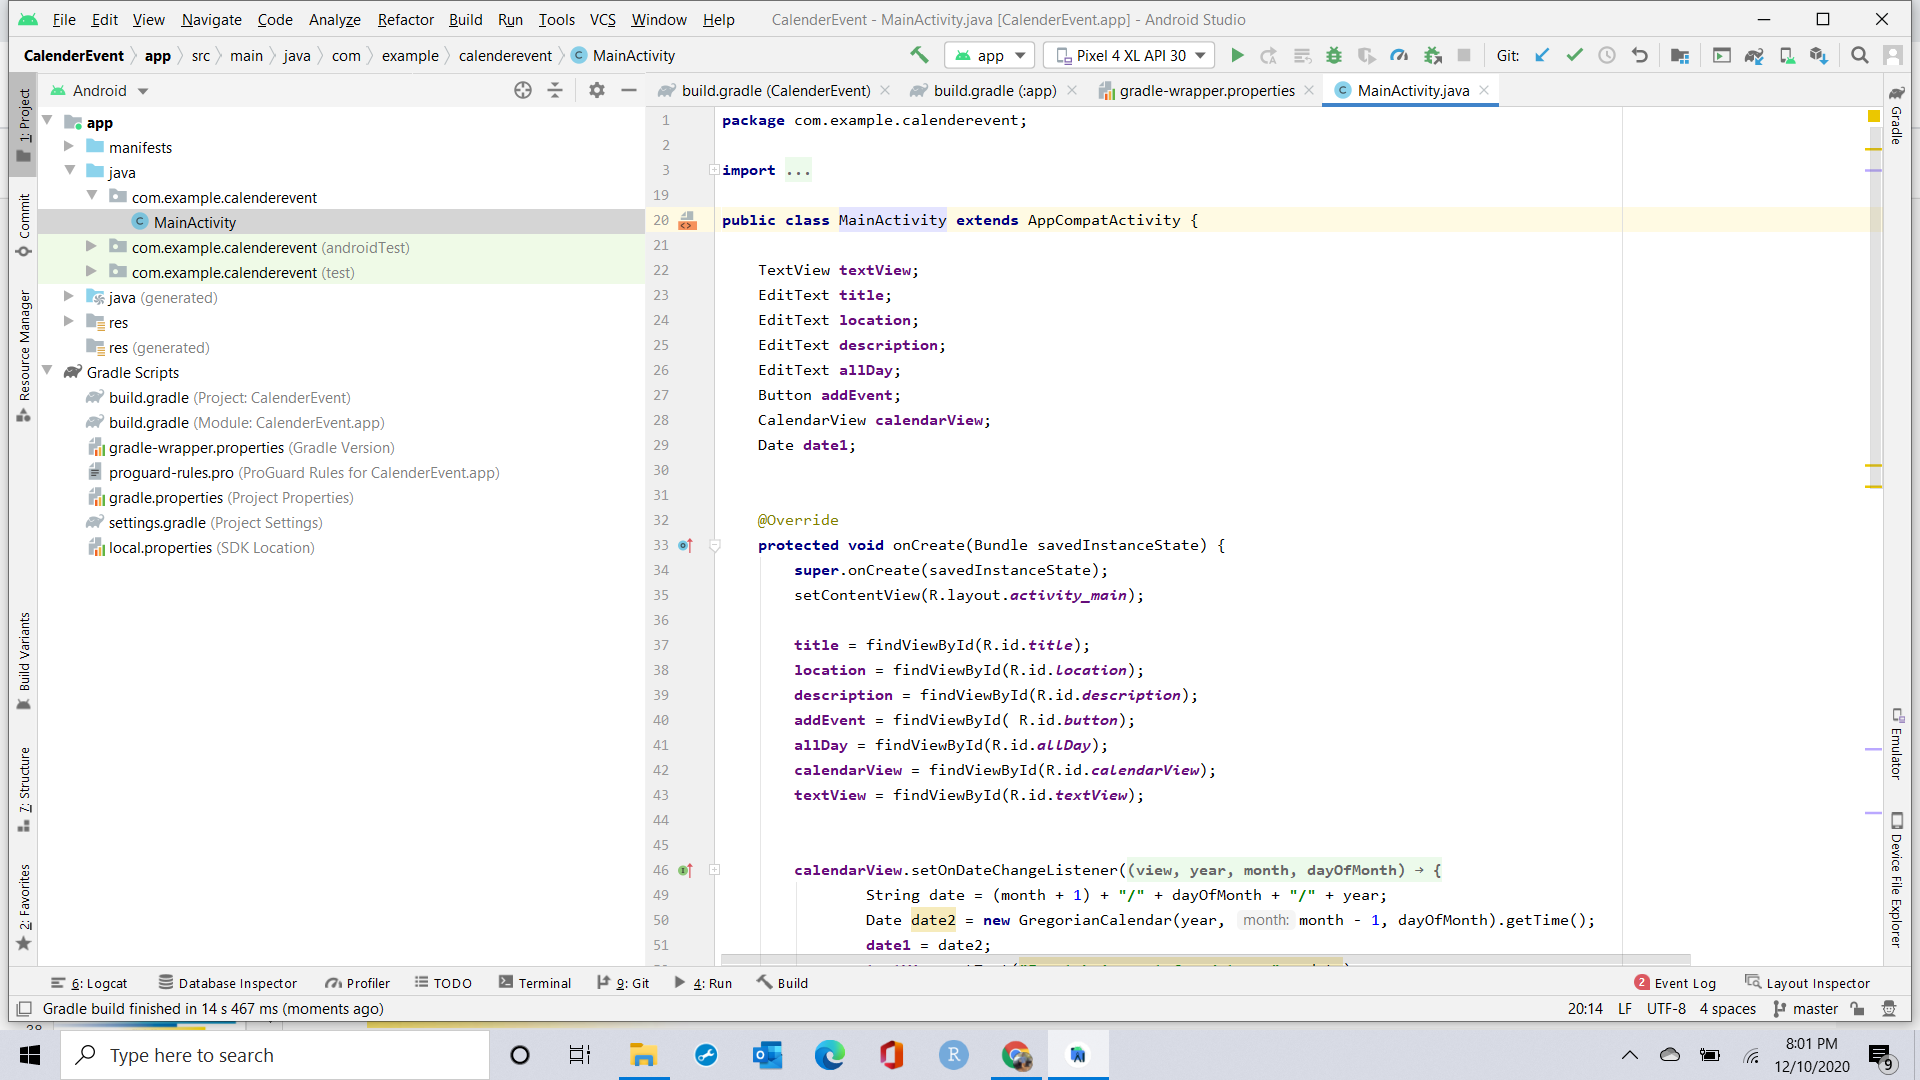 File Edit View Navigate Code Analyze Refactor Build Run Tools VCS Window Help CalenderEvent - MainActivity.java [CalenderEvent.app] - Android Studio
CalenderEvent app src main java com example calenderevent MainActivity app Pixel 4 XL API 30 Git:
Android build.gradle (CalenderEvent) build.gradle (:app) gradle-wrapper.properties MainActivity.java
1: Project
Commit
Resource Manager
Build Variants
7: Structure
2: Favorites
app
manifests
java
com.example.calenderevent
MainActivity
com.example.calenderevent (androidTest)
com.example.calenderevent (test)
java (generated)
res
res (generated)
Gradle Scripts
build.gradle (Project: CalenderEvent)
build.gradle (Module: CalenderEvent.app)
gradle-wrapper.properties (Gradle Version)
proguard-rules.pro (ProGuard Rules for CalenderEvent.app)
gradle.properties (Project Properties)
settings.gradle (Project Settings)
local.properties (SDK Location)
1 package com.example.calenderevent;
2
3 import ...
19
20 public class MainActivity extends AppCompatActivity {
21
22 TextView textView;
23 EditText title;
24 EditText location;
25 EditText description;
26 EditText allDay;
27 Button addEvent;
28 CalendarView calendarView;
29 Date date1;
30
31
32 @Override
33 protected void onCreate(Bundle savedInstanceState) {
34 super.onCreate(savedInstanceState);
35 setContentView(R.layout.activity_main);
36
37 title = findViewById(R.id.title);
38 location = findViewById(R.id.location);
39 description = findViewById(R.id.description);
40 addEvent = findViewById( R.id.button);
41 allDay = findViewById(R.id.allDay);
42 calendarView = findViewById(R.id.calendarView);
43 textView = findViewById(R.id.textView);
44
45
46 calendarView.setOnDateChangeListener((view, year, month, dayOfMonth) → {
49 String date = (month + 1) + "/" + dayOfMonth + "/" + year;
50 Date date2 = new GregorianCalendar(year, month: month - 1, dayOfMonth).getTime();
51 date1 = date2;
Gradle
Emulator
Device File Explorer
6: Logcat Database Inspector Profiler TODO Terminal 9: Git 4: Run Build 2 Event Log Layout Inspector
Gradle build finished in 14 s 467 ms (moments ago) 20:14 LF UTF-8 4 spaces master
Type here to search
8:01 PM
12/10/2020
9